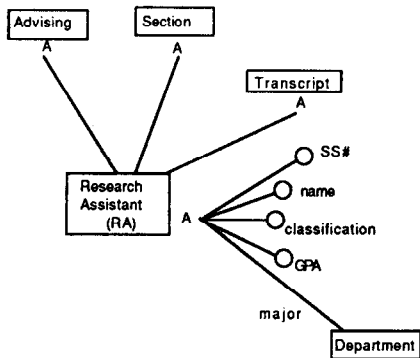 Advising
Section
A
A
Transcript
A
SS#
Research
Assistant
(RA)
name
A
classification
GPA
major
Department